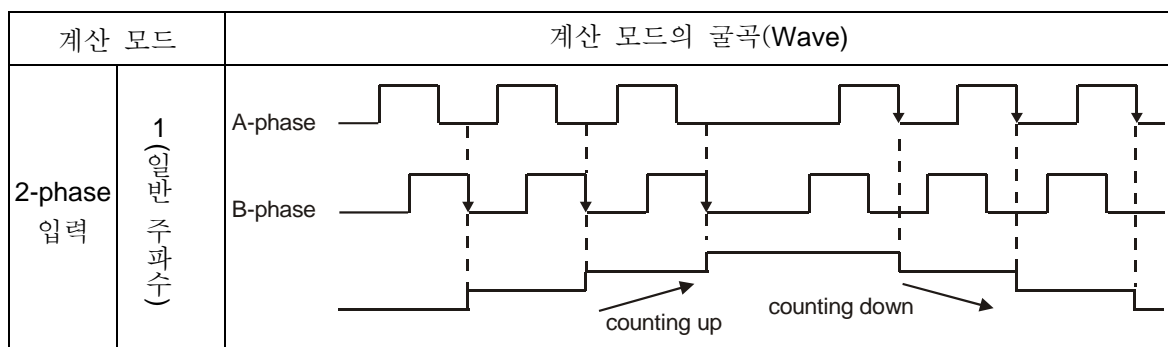 계산 모드
계산 모드의 굴곡(Wave)
2-phase
입력
1(일반 주파수)
A-phase
B-phase
counting up
counting down